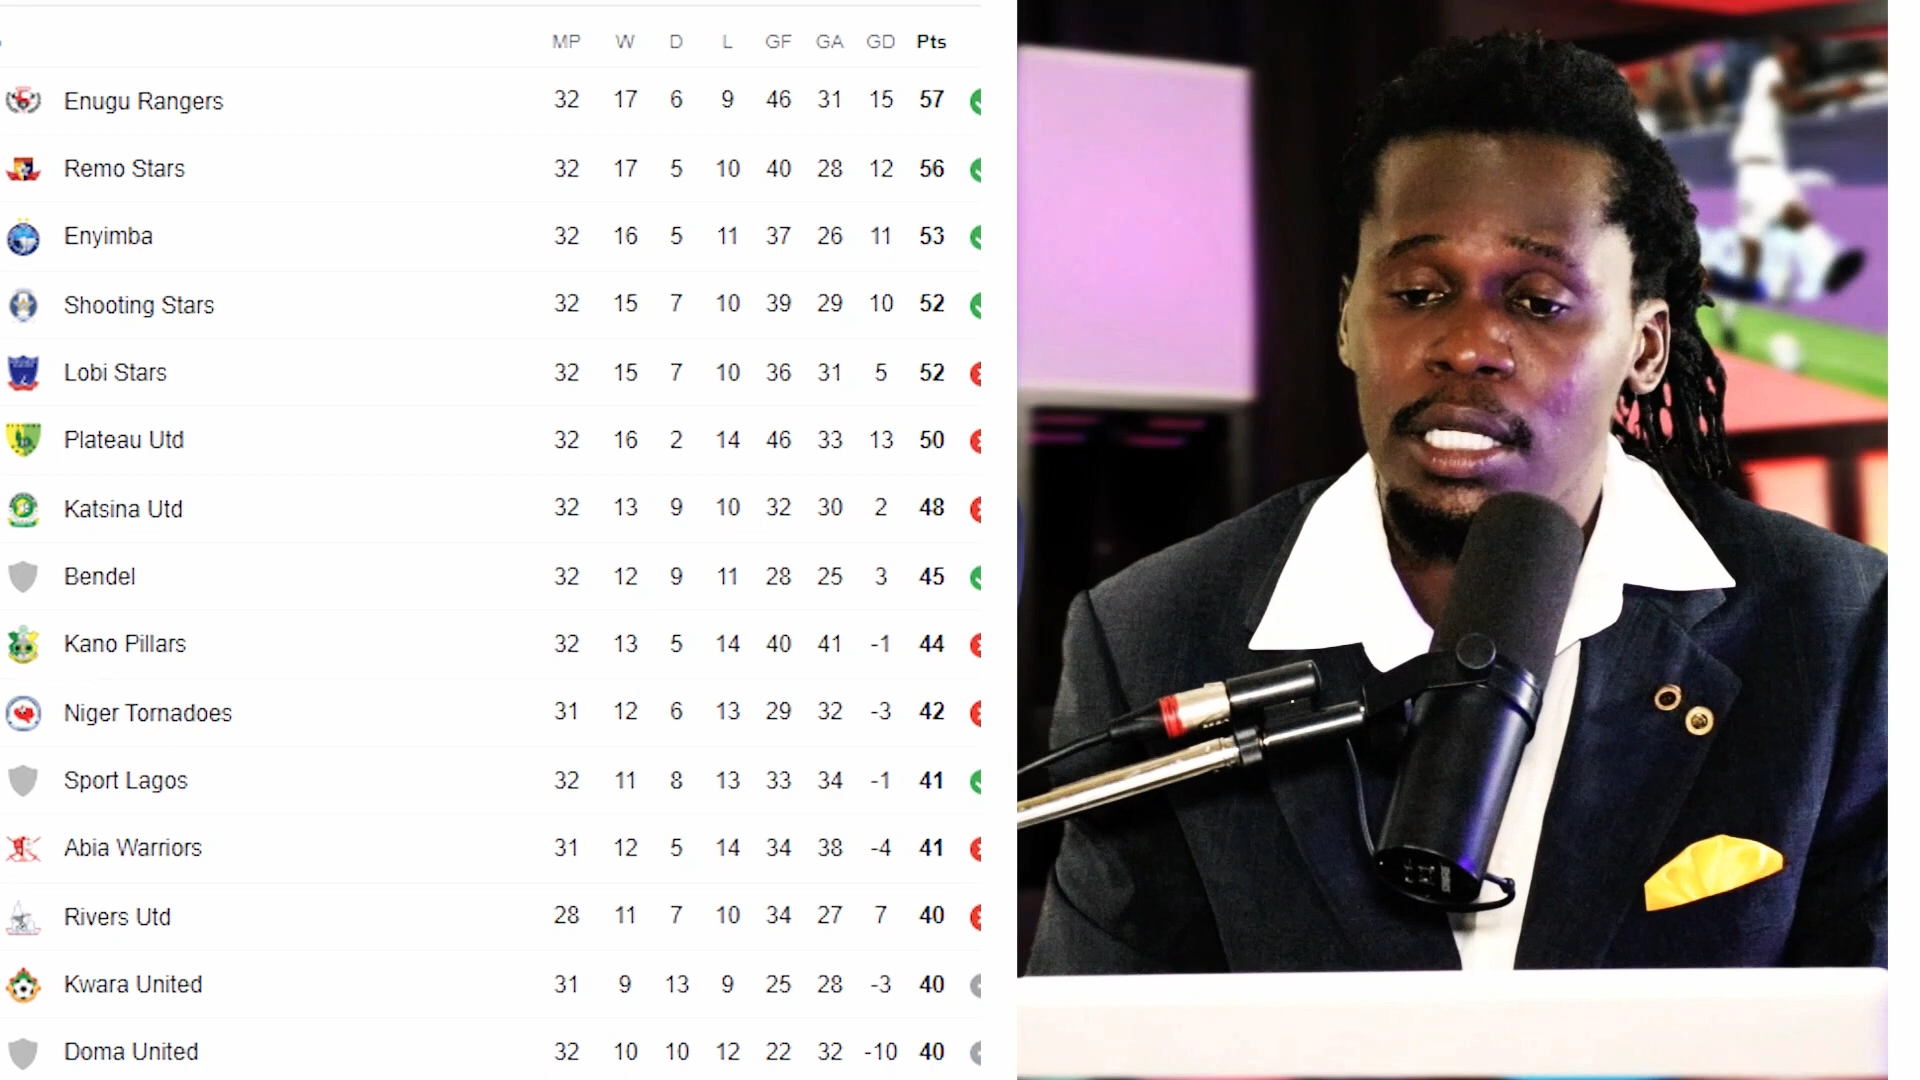 MP W D L GF GA GD Pts
Enugu Rangers 32 17 6 9 46 31 15 57
Remo Stars 32 17 5 10 40 28 12 56
Enyimba 32 16 5 11 37 26 11 53
Shooting Stars 32 15 7 10 39 29 10 52
Lobi Stars 32 15 7 10 36 31 5 52
Plateau Utd 32 16 2 14 46 33 13 50
Katsina Utd 32 13 9 10 32 30 2 48
Bendel 32 12 9 11 28 25 3 45
Kano Pillars 32 13 5 14 40 41 -1 44
Niger Tornadoes 31 12 6 13 29 32 -3 42
Sport Lagos 32 11 8 13 33 34 -1 41
Abia Warriors 31 12 5 14 34 38 -4 41
Rivers Utd 28 11 7 10 34 27 7 40
Kwara United 31 9 13 9 25 28 -3 40
Doma United 32 10 10 12 22 32 -10 40